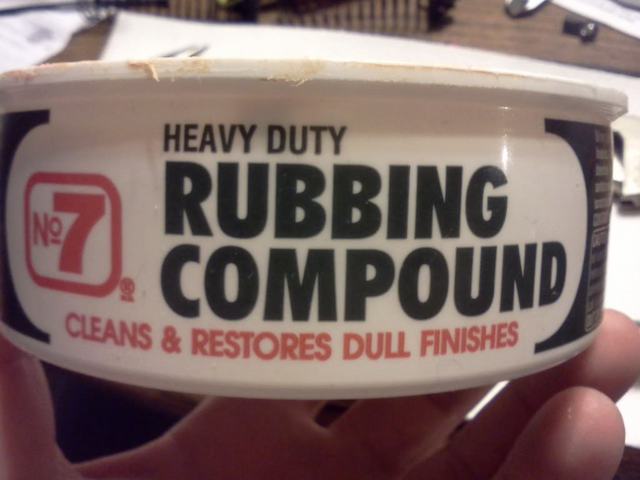 HEAVY DUTY
RUBBING
COMPOUND
No7®
CLEANS & RESTORES DULL FINISHES